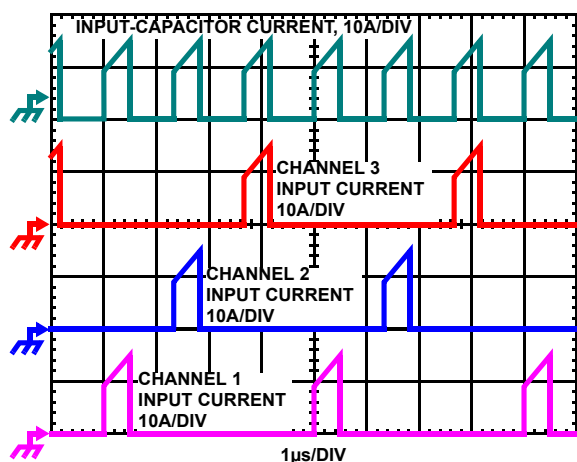 INPUT-CAPACITOR CURRENT, 10A/DIV
CHANNEL 3
INPUT CURRENT
10A/DIV
CHANNEL 2
INPUT CURRENT
10A/DIV
CHANNEL 1
INPUT CURRENT
10A/DIV
1µs/DIV